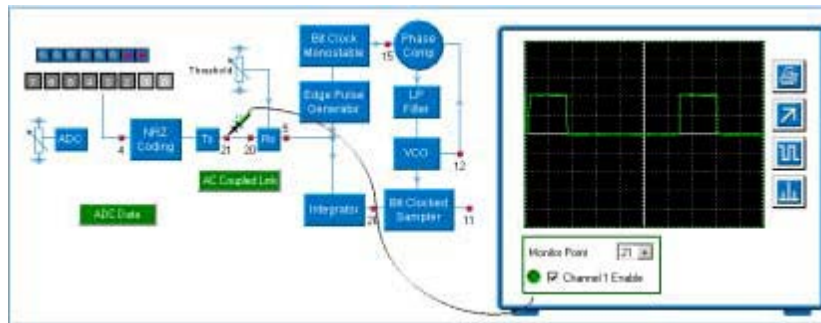 Bit Clock
Monostable
Phase
Comp
15
Threshold
Edge Pulse
Generator
LP
Filter
ADC
4
NRZ
Coding
Tx
21
20
Rx
VCO
12
AC Coupled Link
ADC Data
Integrator
Bit Clocked
Sampler
11
Monitor Point
21
Channel 1 Enable